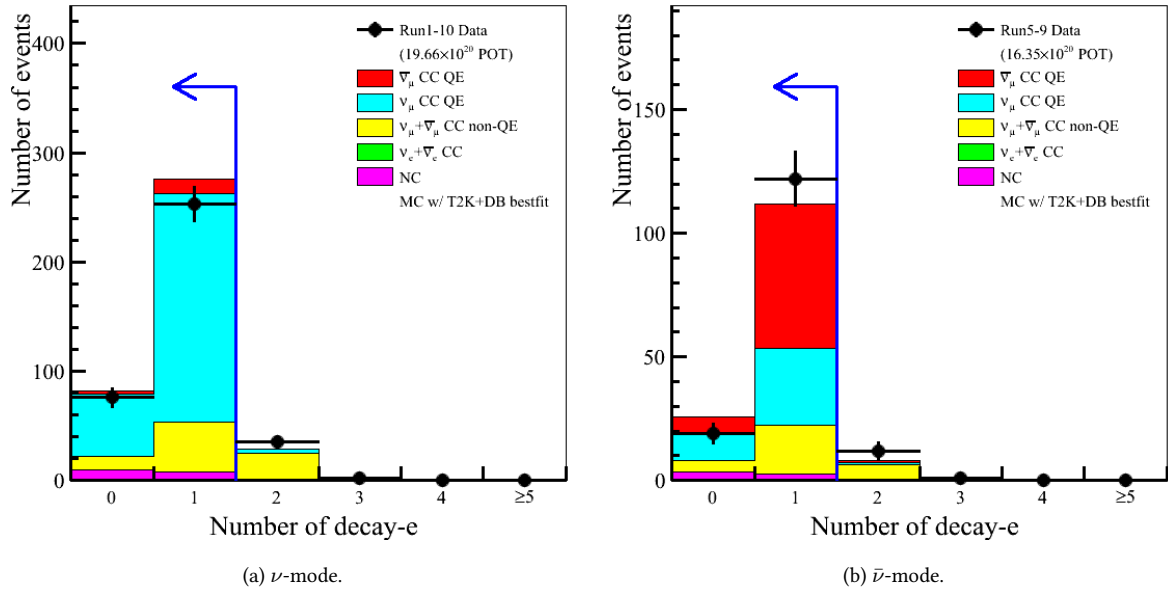 Number of events
400
300
200
100
0
Run1-10 Data
(19.66×10²⁰ POT)
ν̅μ CC QE
νμ CC QE
νμ+ν̅μ CC non-QE
νe+ν̅e CC
NC
MC w/ T2K+DB bestfit
0 1 2 3 4 ≥5
Number of decay-e
(a) ν-mode.
Number of events
150
100
50
0
Run5-9 Data
(16.35×10²⁰ POT)
ν̅μ CC QE
νμ CC QE
νμ+ν̅μ CC non-QE
νe+ν̅e CC
NC
MC w/ T2K+DB bestfit
0 1 2 3 4 ≥5
Number of decay-e
(b) ν̄-mode.